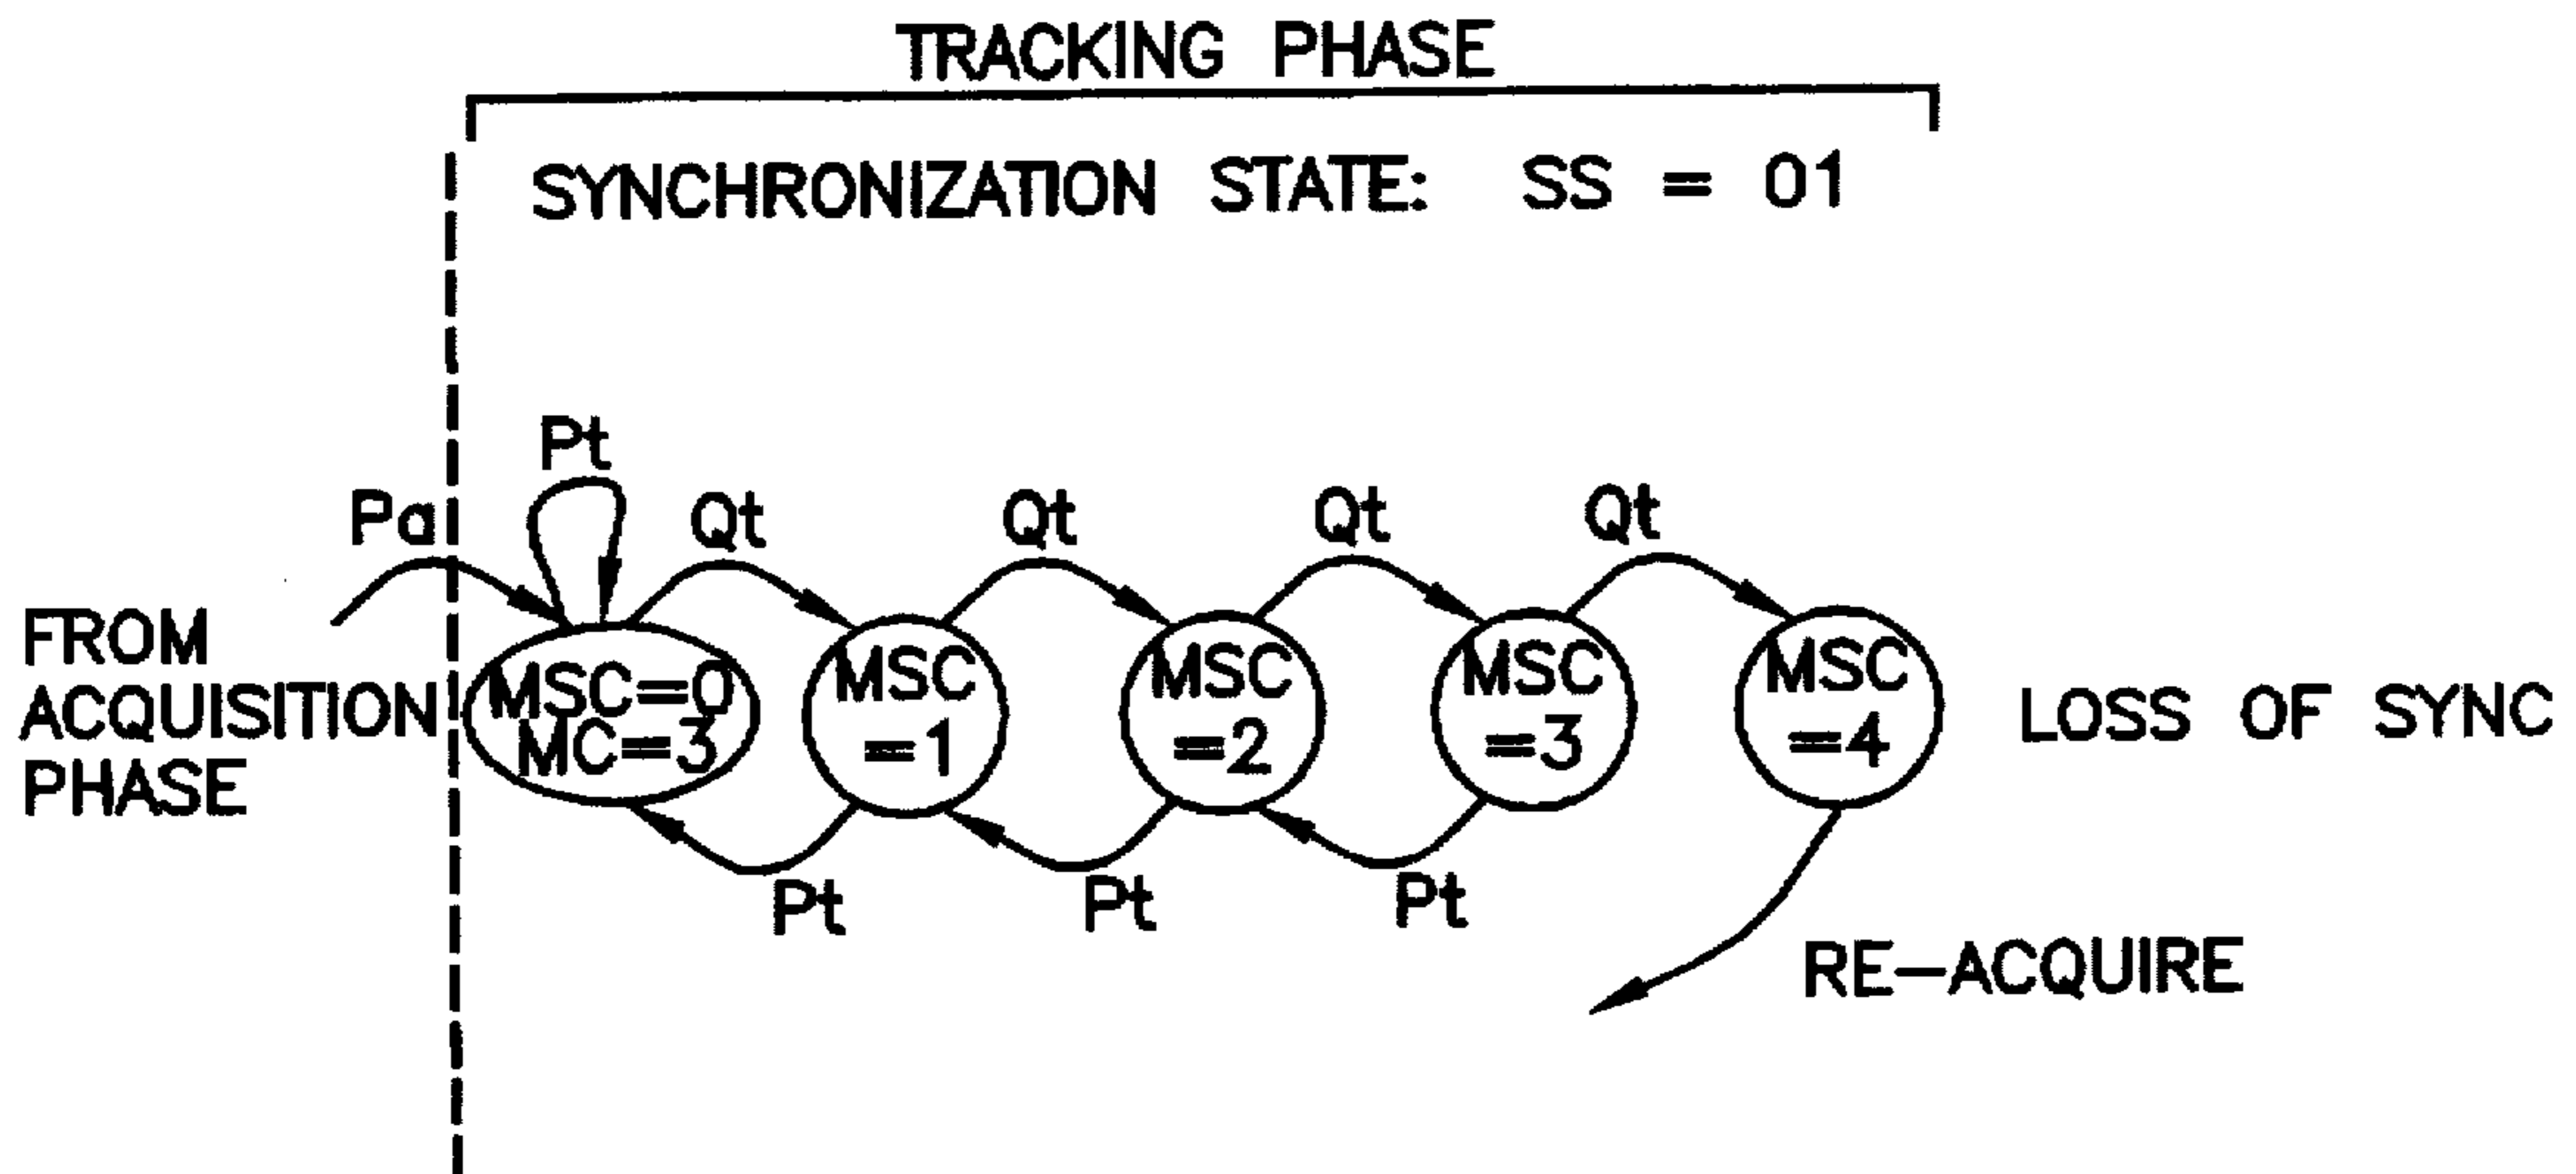 TRACKING PHASE
SYNCHRONIZATION STATE: SS = 01
Pt
Pa
Qt
Qt
Qt
Qt
FROM
ACQUISITION
PHASE
MSC=0
MC=3
MSC
=1
MSC
=2
MSC
=3
MSC
=4
LOSS OF SYNC
Pt
Pt
Pt
RE-ACQUIRE